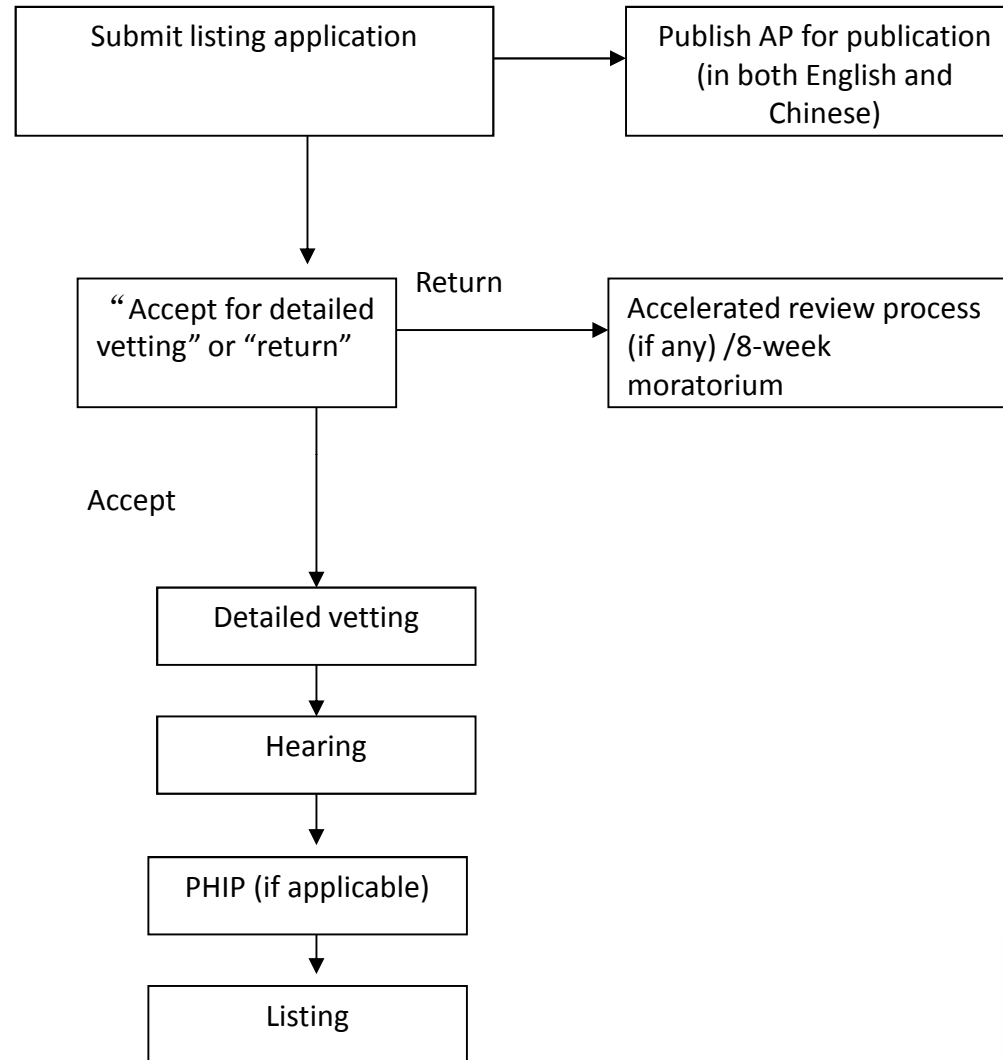 Submit listing application
Publish AP for publication
(in both English and
Chinese)
“Accept for detailed
vetting” or “return”
Return
Accelerated review process
(if any) /8-week
moratorium
Accept
Detailed vetting
Hearing
PHIP (if applicable)
Listing